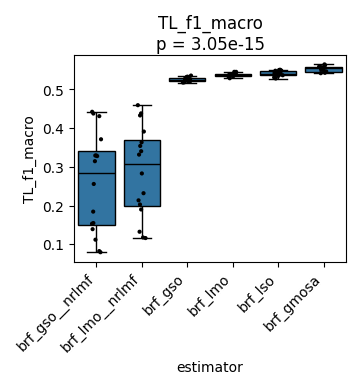 TL_f1_macro
p = 3.05e-15
TL_f1_macro
0.5
0.4
0.3
0.2
0.1
brf_gso__nrlmf
brf_lmo__nrlmf
brf_gso
brf_lmo
brf_lso
brf_gmosa
estimator